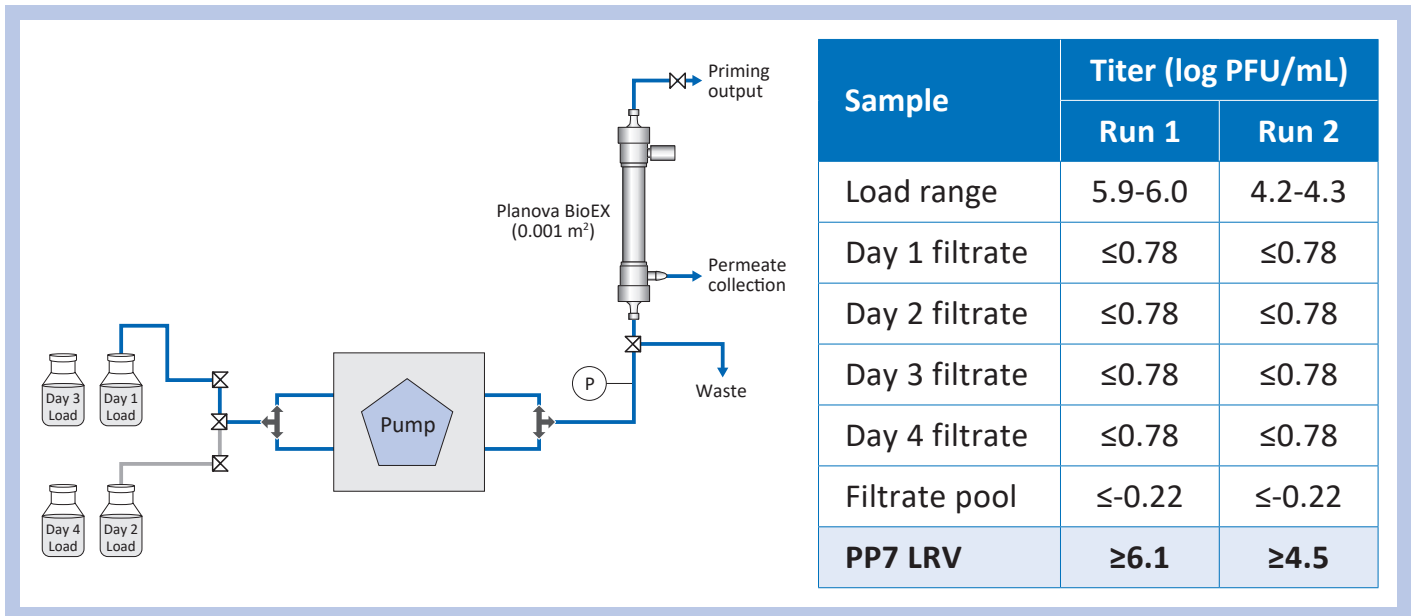 Priming
output
Planova BioEX
(0.001 m²)
Permeate
collection
Day 3
Load
Day 1
Load
Pump
P
Waste
Day 4
Load
Day 2
Load
Sample Titer (log PFU/mL)
Run 1 Run 2
Load range 5.9-6.0 4.2-4.3
Day 1 filtrate ≤0.78 ≤0.78
Day 2 filtrate ≤0.78 ≤0.78
Day 3 filtrate ≤0.78 ≤0.78
Day 4 filtrate ≤0.78 ≤0.78
Filtrate pool ≤-0.22 ≤-0.22
PP7 LRV ≥6.1 ≥4.5